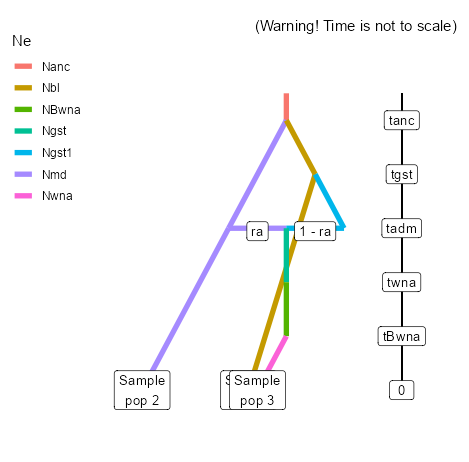 (Warning! Time is not to scale)
Ne
Nanc
Nbl
NBwna
Ngst
Ngst1
Nmd
Nwna
tanc
tgst
ra
1 - ra
tadm
twna
tBwna
Sample
pop 2
Sample
pop 3
0